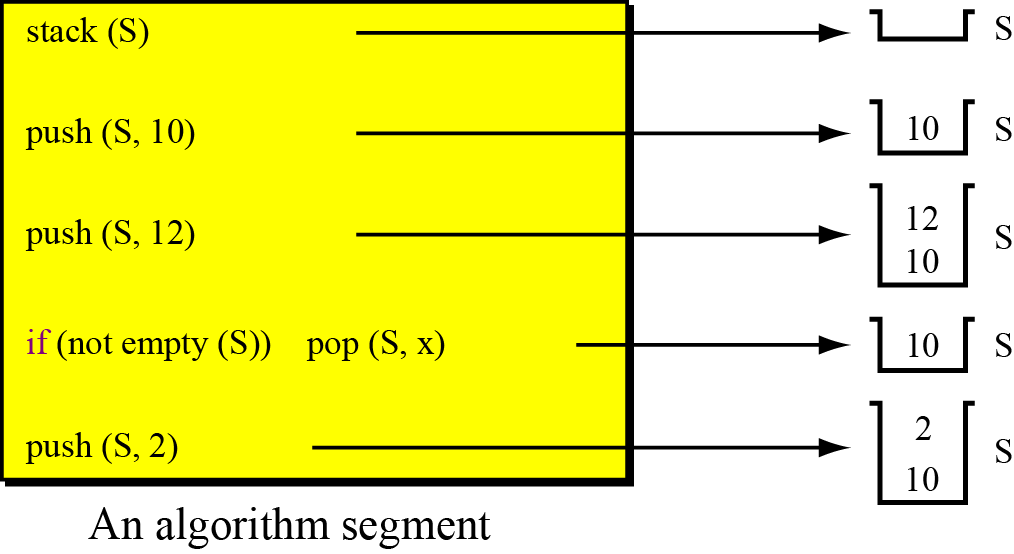 stack (S) S
push (S, 10) 10 S
push (S, 12) 12 S
10
if (not empty (S)) pop (S, x) 10 S
push (S, 2) 2 S
10
An algorithm segment